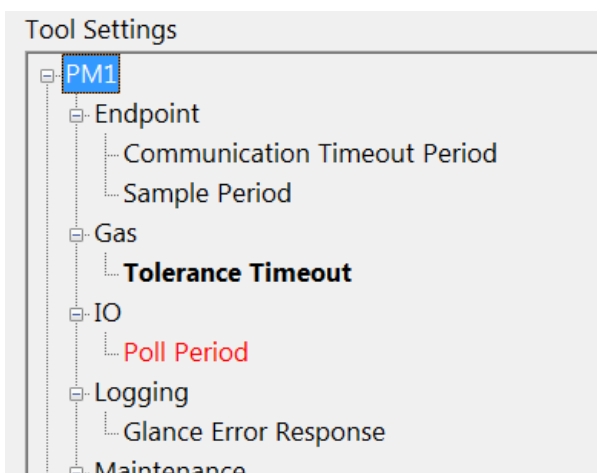 Tool Settings
PM1
Endpoint
Communication Timeout Period
Sample Period
Gas
Tolerance Timeout
IO
Poll Period
Logging
Glance Error Response
Maintenance